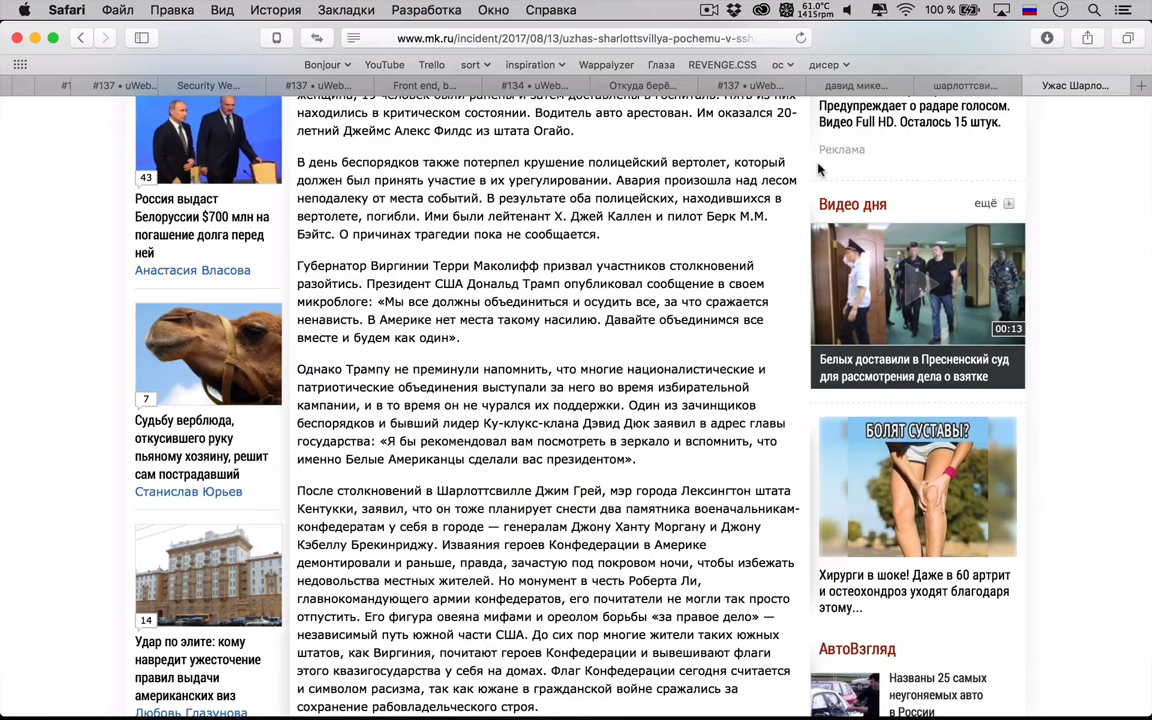 Safari Файл Правка Вид История Закладки Разработка Окно Справка 61.0°C 1415rpm 100 %
www.mk.ru/incident/2017/08/13/uzhas-sharlottsvillya-pochemu-v-ssh
Bonjour YouTube Trello sort inspiration Wappalyzer Глаза REVENGE.CSS ос дисер
#1 #137 • uWeb... Security We... #137 • uWeb... Front end, b... #134 • uWeb... Откуда берё... #137 • uWeb... давид мике... шарлоттсви... Ужас Шарло...
43
Россия выдаст
Белоруссии $700 млн на
погашение долга перед
ней
Анастасия Власова
7
Судьбу верблюда,
откусившего руку
пьяному хозяину, решит
сам пострадавший
Станислав Юрьев
14
Удар по элите: кому
навредит ужесточение
правил выдачи
американских виз
Любовь Глазунова
женщина, 19 человек были ранены и затем доставлены в госпиталь. Пять из них
находились в критическом состоянии. Водитель авто арестован. Им оказался 20-
летний Джеймс Алекс Филдс из штата Огайо.
В день беспорядков также потерпел крушение полицейский вертолет, который
должен был принять участие в их урегулировании. Авария произошла над лесом
неподалеку от места событий. В результате оба полицейских, находившихся в
вертолете, погибли. Ими были лейтенант Х. Джей Каллен и пилот Берк М.М.
Бэйтс. О причинах трагедии пока не сообщается.
Губернатор Виргинии Терри Маколифф призвал участников столкновений
разойтись. Президент США Дональд Трамп опубликовал сообщение в своем
микроблоге: «Мы все должны объединиться и осудить все, за что сражается
ненависть. В Америке нет места такому насилию. Давайте объединимся все
вместе и будем как один».
Однако Трампу не преминули напомнить, что многие националистические и
патриотические объединения выступали за него во время избирательной
кампании, и в то время он не чурался их поддержки. Один из зачинщиков
беспорядков и бывший лидер Ку-клукс-клана Дэвид Дюк заявил в адрес главы
государства: «Я бы рекомендовал вам посмотреть в зеркало и вспомнить, что
именно Белые Американцы сделали вас президентом».
После столкновений в Шарлоттсвилле Джим Грей, мэр города Лексингтон штата
Кентукки, заявил, что он тоже планирует снести два памятника военачальникам-
конфедератам у себя в городе — генералам Джону Ханту Моргану и Джону
Кэбеллу Брекинриджу. Изваяния героев Конфедерации в Америке
демонтировали и раньше, правда, зачастую под покровом ночи, чтобы избежать
недовольства местных жителей. Но монумент в честь Роберта Ли,
главнокомандующего армии конфедератов, его почитатели не могли так просто
отпустить. Его фигура овеяна мифами и ореолом борьбы «за правое дело» —
независимый путь южной части США. До сих пор многие жители таких южных
штатов, как Виргиния, почитают героев Конфедерации и вывешивают флаги
этого квазигосударства у себя на домах. Флаг Конфедерации сегодня считается
и символом расизма, так как южане в гражданской войне сражались за
сохранение рабовладельческого строя.
Предупреждает о радаре голосом.
Видео Full HD. Осталось 15 штук.
Реклама
Видео дня ещё
00:13
Белых доставили в Пресненский суд
для рассмотрения дела о взятке
БОЛЯТ СУСТАВЫ?
Хирурги в шоке! Даже в 60 артрит
и остеохондроз уходят благодаря
этому...
АвтоВзгляд
Названы 25 самых
неугоняемых авто
в России